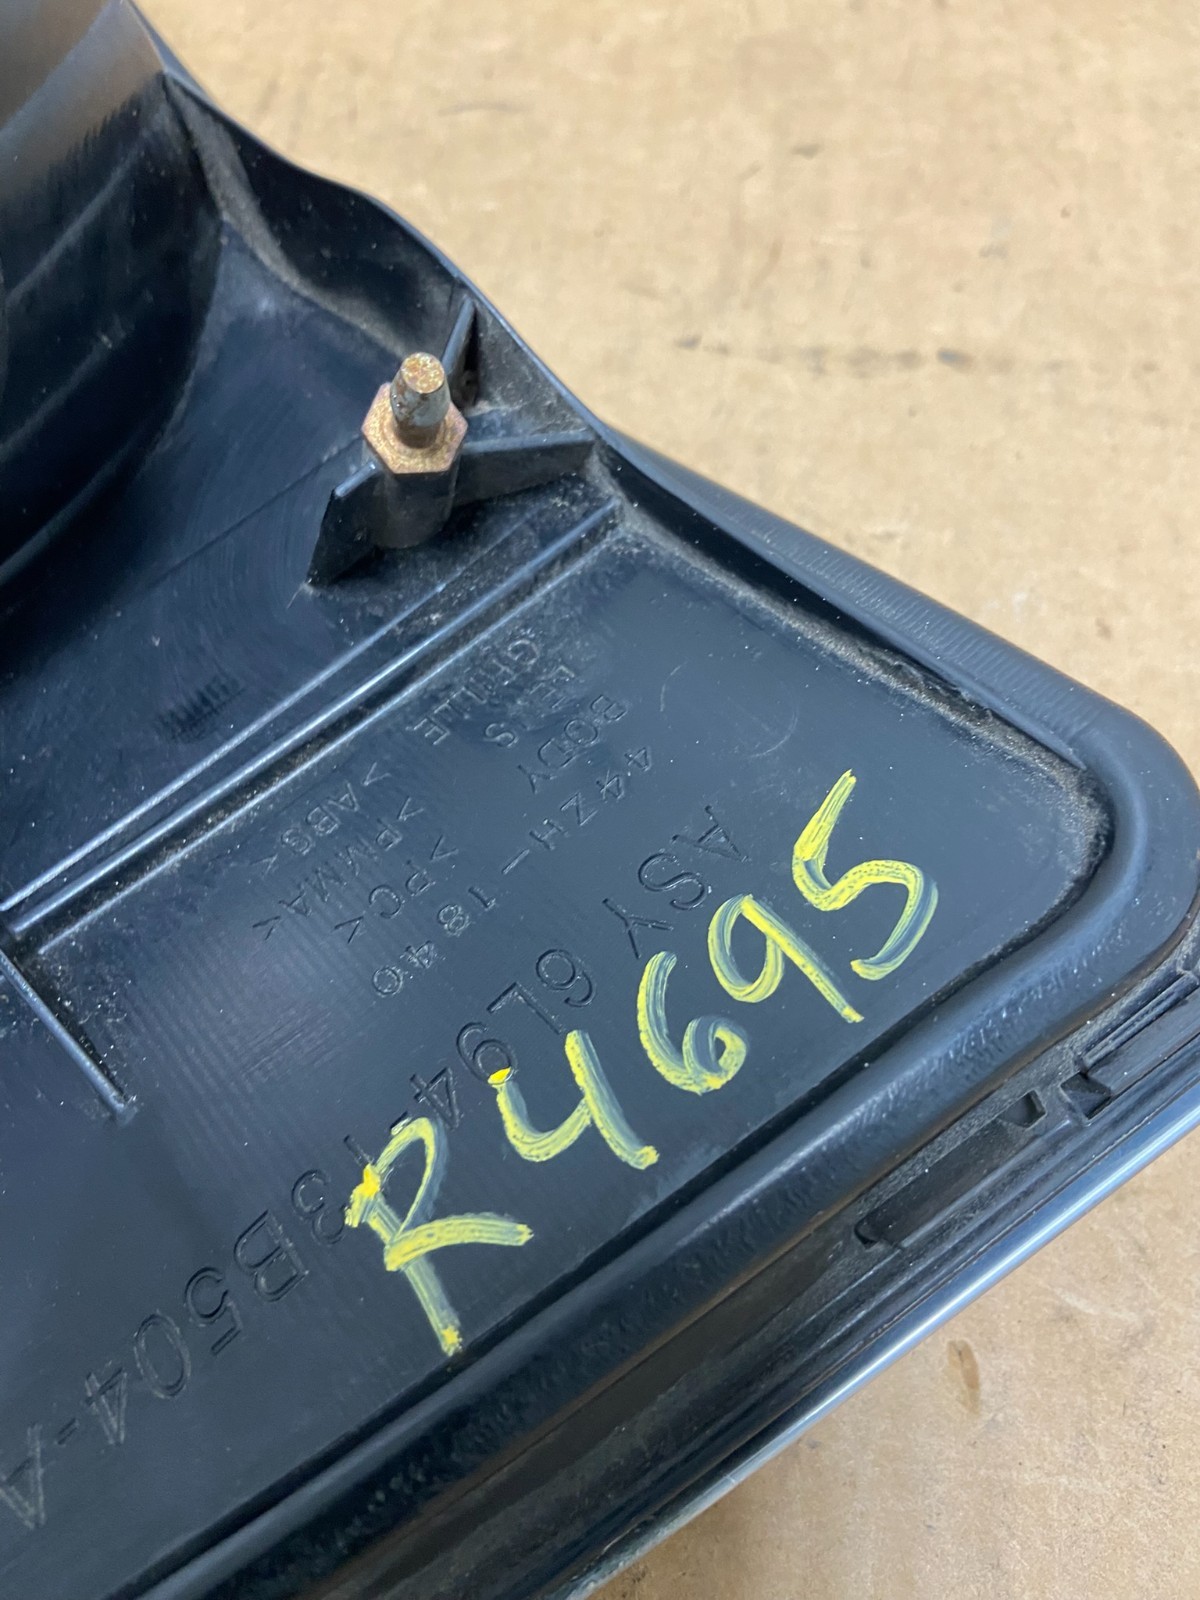 R4695
ASY 6L94-13B504-A
44ZH-1840
BODY >PC<
LENS >PMMA<
GRILLE >ABS<